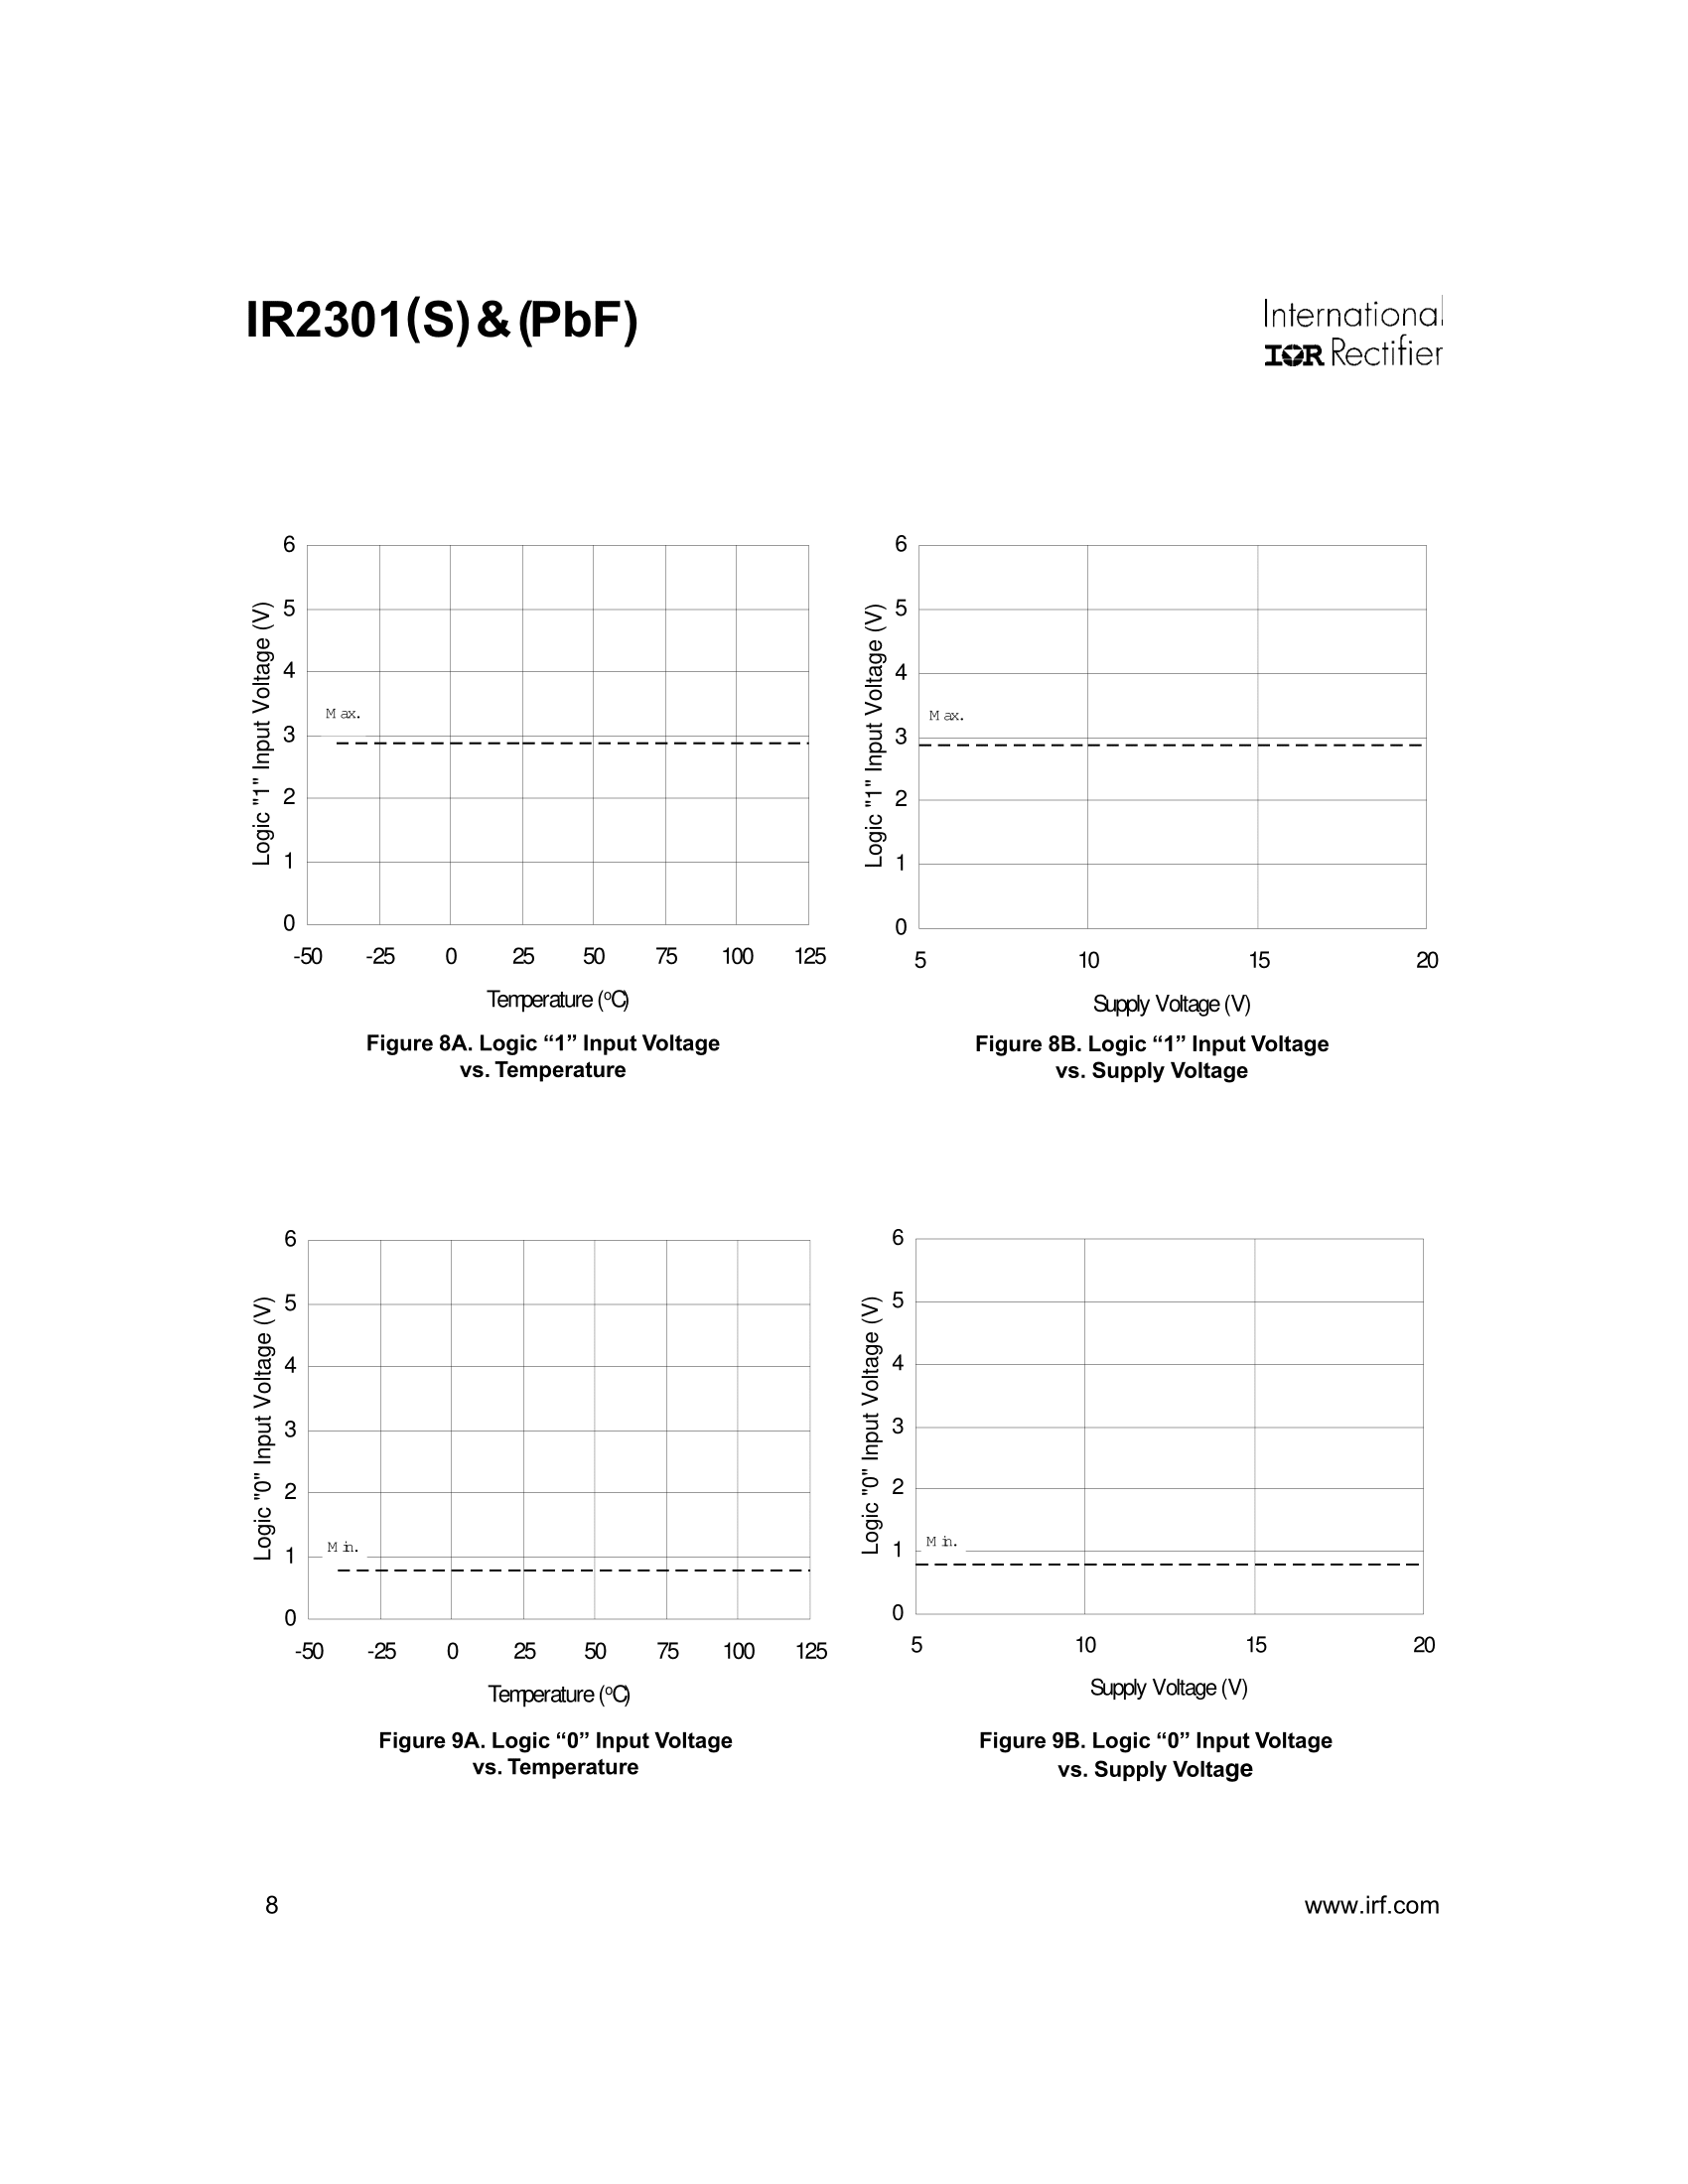 IR2301(S)&(PbF)
International
IOR Rectifier
6
5
4
3
2
1
0
Logic "1" Input Voltage (V)
Max.
-50 -25 0 25 50 75 100 125
Temperature (ºC)
Figure 8A. Logic “1” Input Voltage
vs. Temperature
6
5
4
3
2
1
0
Logic "1" Input Voltage (V)
Max.
5 10 15 20
Supply Voltage (V)
Figure 8B. Logic “1” Input Voltage
vs. Supply Voltage
6
5
4
3
2
1
0
Logic "0" Input Voltage (V)
Min.
-50 -25 0 25 50 75 100 125
Temperature (ºC)
Figure 9A. Logic “0” Input Voltage
vs. Temperature
6
5
4
3
2
1
0
Logic "0" Input Voltage (V)
Min.
5 10 15 20
Supply Voltage (V)
Figure 9B. Logic “0” Input Voltage
vs. Supply Voltage
8
www.irf.com